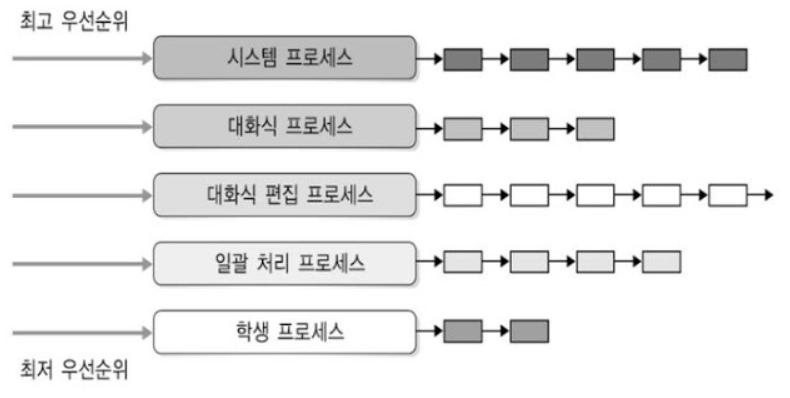 최고 우선순위
시스템 프로세스
대화식 프로세스
대화식 편집 프로세스
일괄 처리 프로세스
학생 프로세스
최저 우선순위